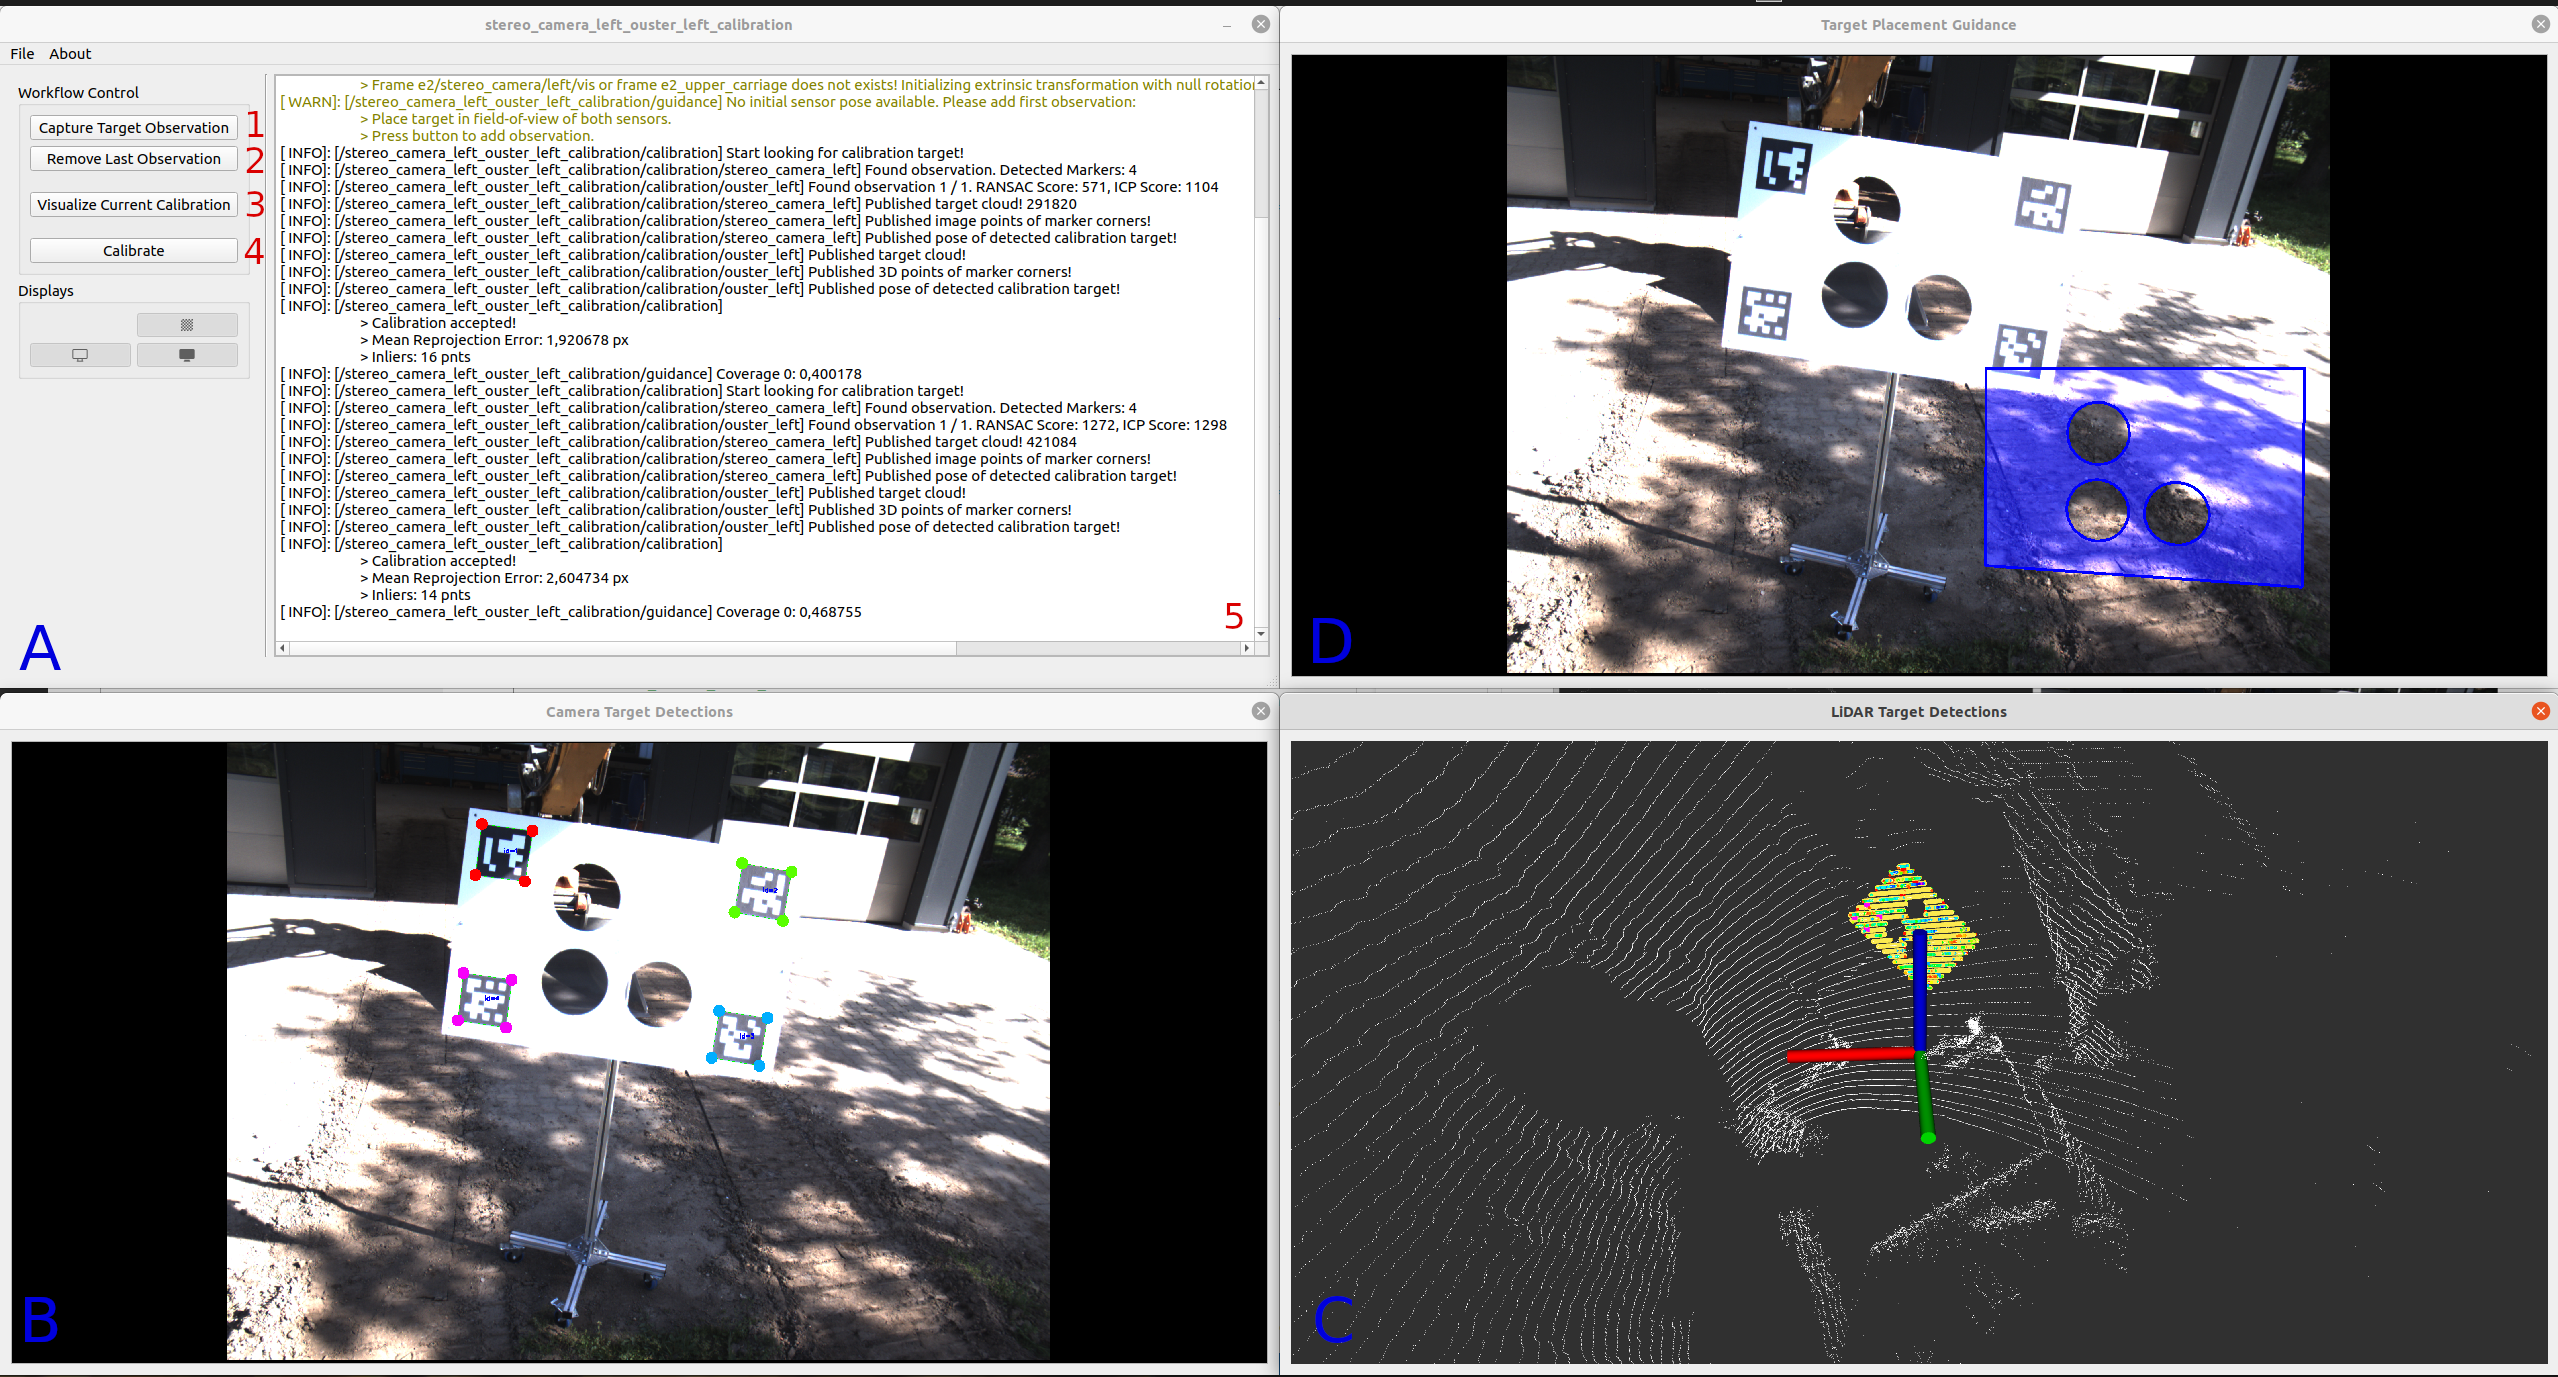 stereo_camera_left_ouster_left_calibration
File About
Workflow Control
Capture Target Observation 1
Remove Last Observation 2
Visualize Current Calibration 3
Calibrate 4
Displays
A
> Frame e2/stereo_camera/left/vis or frame e2_upper_carriage does not exists! Initializing extrinsic transformation with null rotation
[ WARN]: [/stereo_camera_left_ouster_left_calibration/guidance] No initial sensor pose available. Please add first observation:
> Place target in field-of-view of both sensors.
> Press button to add observation.
[ INFO]: [/stereo_camera_left_ouster_left_calibration/calibration] Start looking for calibration target!
[ INFO]: [/stereo_camera_left_ouster_left_calibration/calibration/stereo_camera_left] Found observation. Detected Markers: 4
[ INFO]: [/stereo_camera_left_ouster_left_calibration/calibration/ouster_left] Found observation 1 / 1. RANSAC Score: 571, ICP Score: 1104
[ INFO]: [/stereo_camera_left_ouster_left_calibration/calibration/stereo_camera_left] Published target cloud! 291820
[ INFO]: [/stereo_camera_left_ouster_left_calibration/calibration/stereo_camera_left] Published image points of marker corners!
[ INFO]: [/stereo_camera_left_ouster_left_calibration/calibration/stereo_camera_left] Published pose of detected calibration target!
[ INFO]: [/stereo_camera_left_ouster_left_calibration/calibration/ouster_left] Published target cloud!
[ INFO]: [/stereo_camera_left_ouster_left_calibration/calibration/ouster_left] Published 3D points of marker corners!
[ INFO]: [/stereo_camera_left_ouster_left_calibration/calibration/ouster_left] Published pose of detected calibration target!
[ INFO]: [/stereo_camera_left_ouster_left_calibration/calibration]
> Calibration accepted!
> Mean Reprojection Error: 1,920678 px
> Inliers: 16 pnts
[ INFO]: [/stereo_camera_left_ouster_left_calibration/guidance] Coverage 0: 0,400178
[ INFO]: [/stereo_camera_left_ouster_left_calibration/calibration] Start looking for calibration target!
[ INFO]: [/stereo_camera_left_ouster_left_calibration/calibration/stereo_camera_left] Found observation. Detected Markers: 4
[ INFO]: [/stereo_camera_left_ouster_left_calibration/calibration/ouster_left] Found observation 1 / 1. RANSAC Score: 1272, ICP Score: 1298
[ INFO]: [/stereo_camera_left_ouster_left_calibration/calibration/stereo_camera_left] Published target cloud! 421084
[ INFO]: [/stereo_camera_left_ouster_left_calibration/calibration/stereo_camera_left] Published image points of marker corners!
[ INFO]: [/stereo_camera_left_ouster_left_calibration/calibration/stereo_camera_left] Published pose of detected calibration target!
[ INFO]: [/stereo_camera_left_ouster_left_calibration/calibration/ouster_left] Published target cloud!
[ INFO]: [/stereo_camera_left_ouster_left_calibration/calibration/ouster_left] Published 3D points of marker corners!
[ INFO]: [/stereo_camera_left_ouster_left_calibration/calibration/ouster_left] Published pose of detected calibration target!
[ INFO]: [/stereo_camera_left_ouster_left_calibration/calibration]
> Calibration accepted!
> Mean Reprojection Error: 2,604734 px
> Inliers: 14 pnts
[ INFO]: [/stereo_camera_left_ouster_left_calibration/guidance] Coverage 0: 0,468755
5
Target Placement Guidance
D
Camera Target Detections
id=1
id=2
id=4
id=3
B
LiDAR Target Detections
C